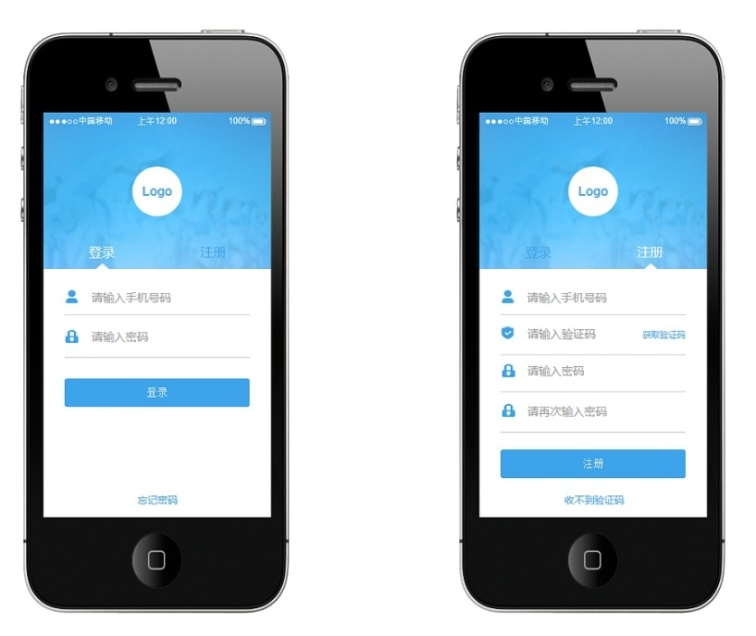 中国移动 上午12:00 100%
Logo
登录 注册
请输入手机号码
请输入密码
登录
忘记密码
中国移动 上午12:00 100%
Logo
登录 注册
请输入手机号码
请输入验证码 获取验证码
请输入密码
请再次输入密码
注册
收不到验证码